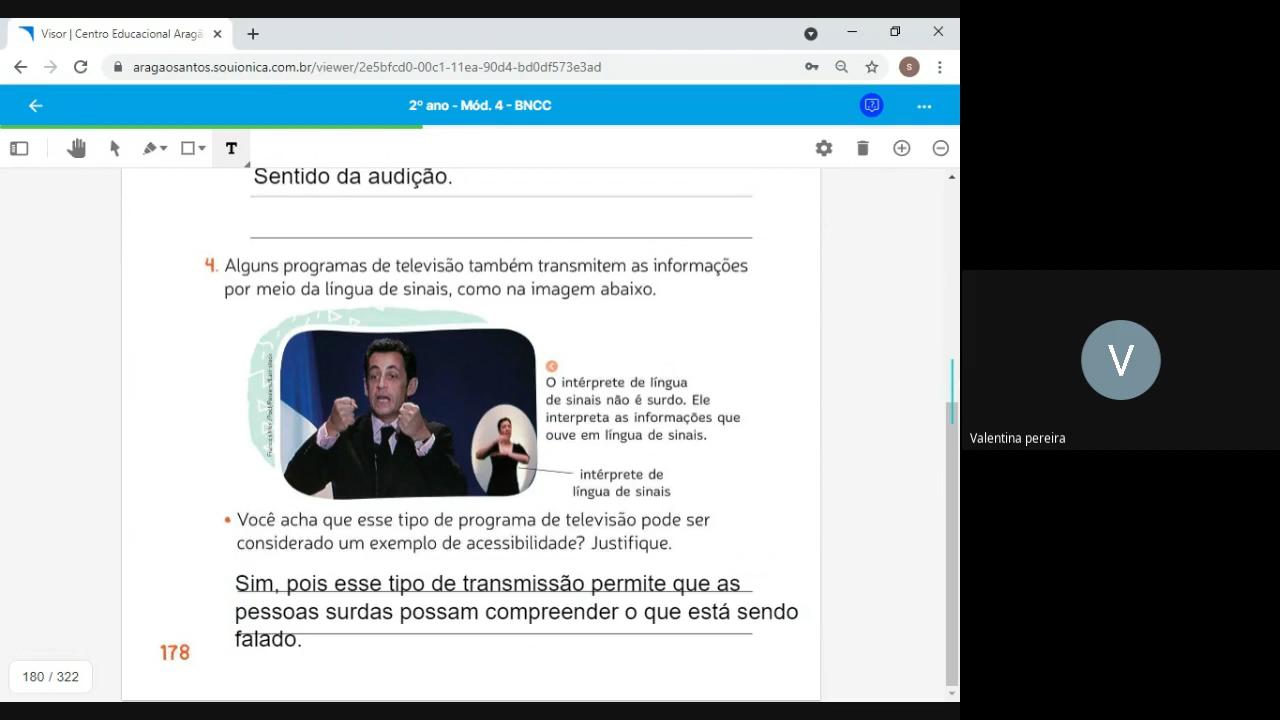 Visor | Centro Educacional Aragã
aragaosantos.souionica.com.br/viewer/2e5bfcd0-00c1-11ea-90d4-bd0df573e3ad
s
2º ano - Mód. 4 - BNCC
T
Sentido da audição.
4. Alguns programas de televisão também transmitem as informações
por meio da língua de sinais, como na imagem abaixo.
O intérprete de língua
de sinais não é surdo. Ele
interpreta as informações que
ouve em língua de sinais.
intérprete de
língua de sinais
• Você acha que esse tipo de programa de televisão pode ser
considerado um exemplo de acessibilidade? Justifique.
Sim, pois esse tipo de transmissão permite que as
pessoas surdas possam compreender o que está sendo
falado.
178
180 / 322
V
Valentina pereira